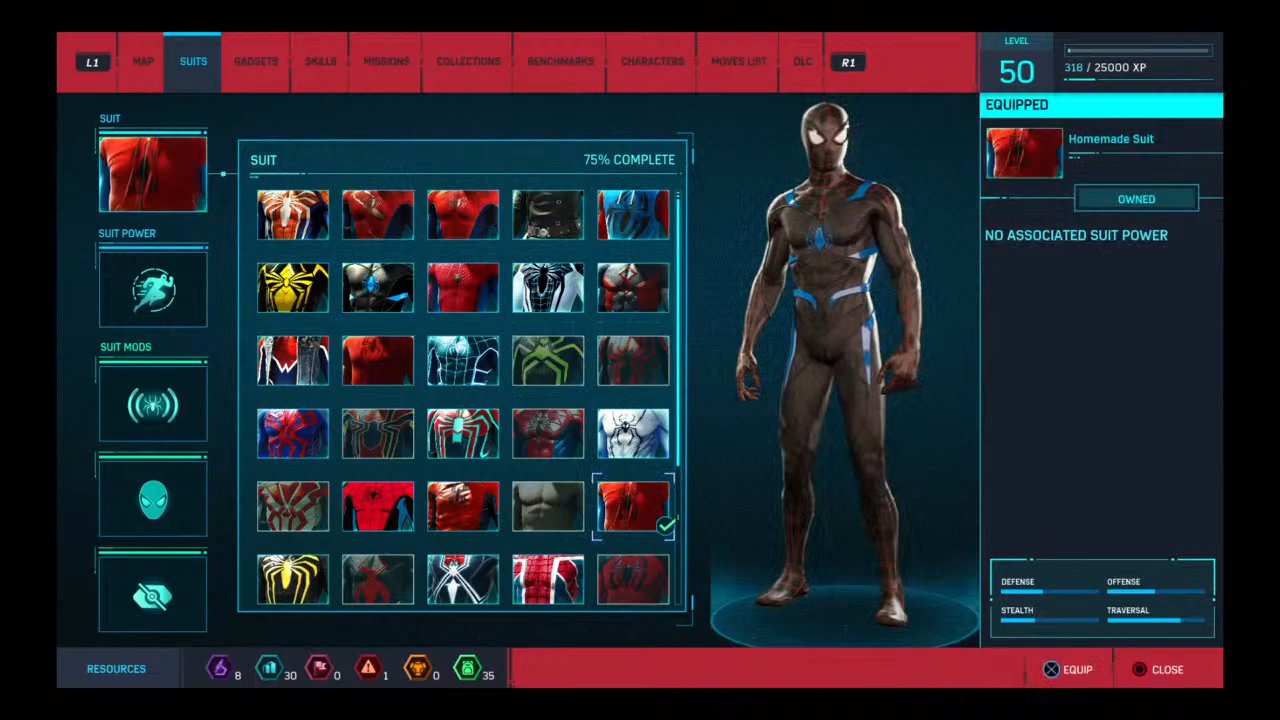 L1 MAP SUITS GADGETS SKILLS MISSIONS COLLECTIONS BENCHMARKS CHARACTERS MOVES LIST DLC R1
LEVEL
50
318 / 25000 XP
EQUIPPED
Homemade Suit
OWNED
NO ASSOCIATED SUIT POWER
SUIT
SUIT POWER
SUIT MODS
SUIT 75% COMPLETE
DEFENSE OFFENSE
STEALTH TRAVERSAL
RESOURCES 8 30 0 1 0 35
EQUIP CLOSE